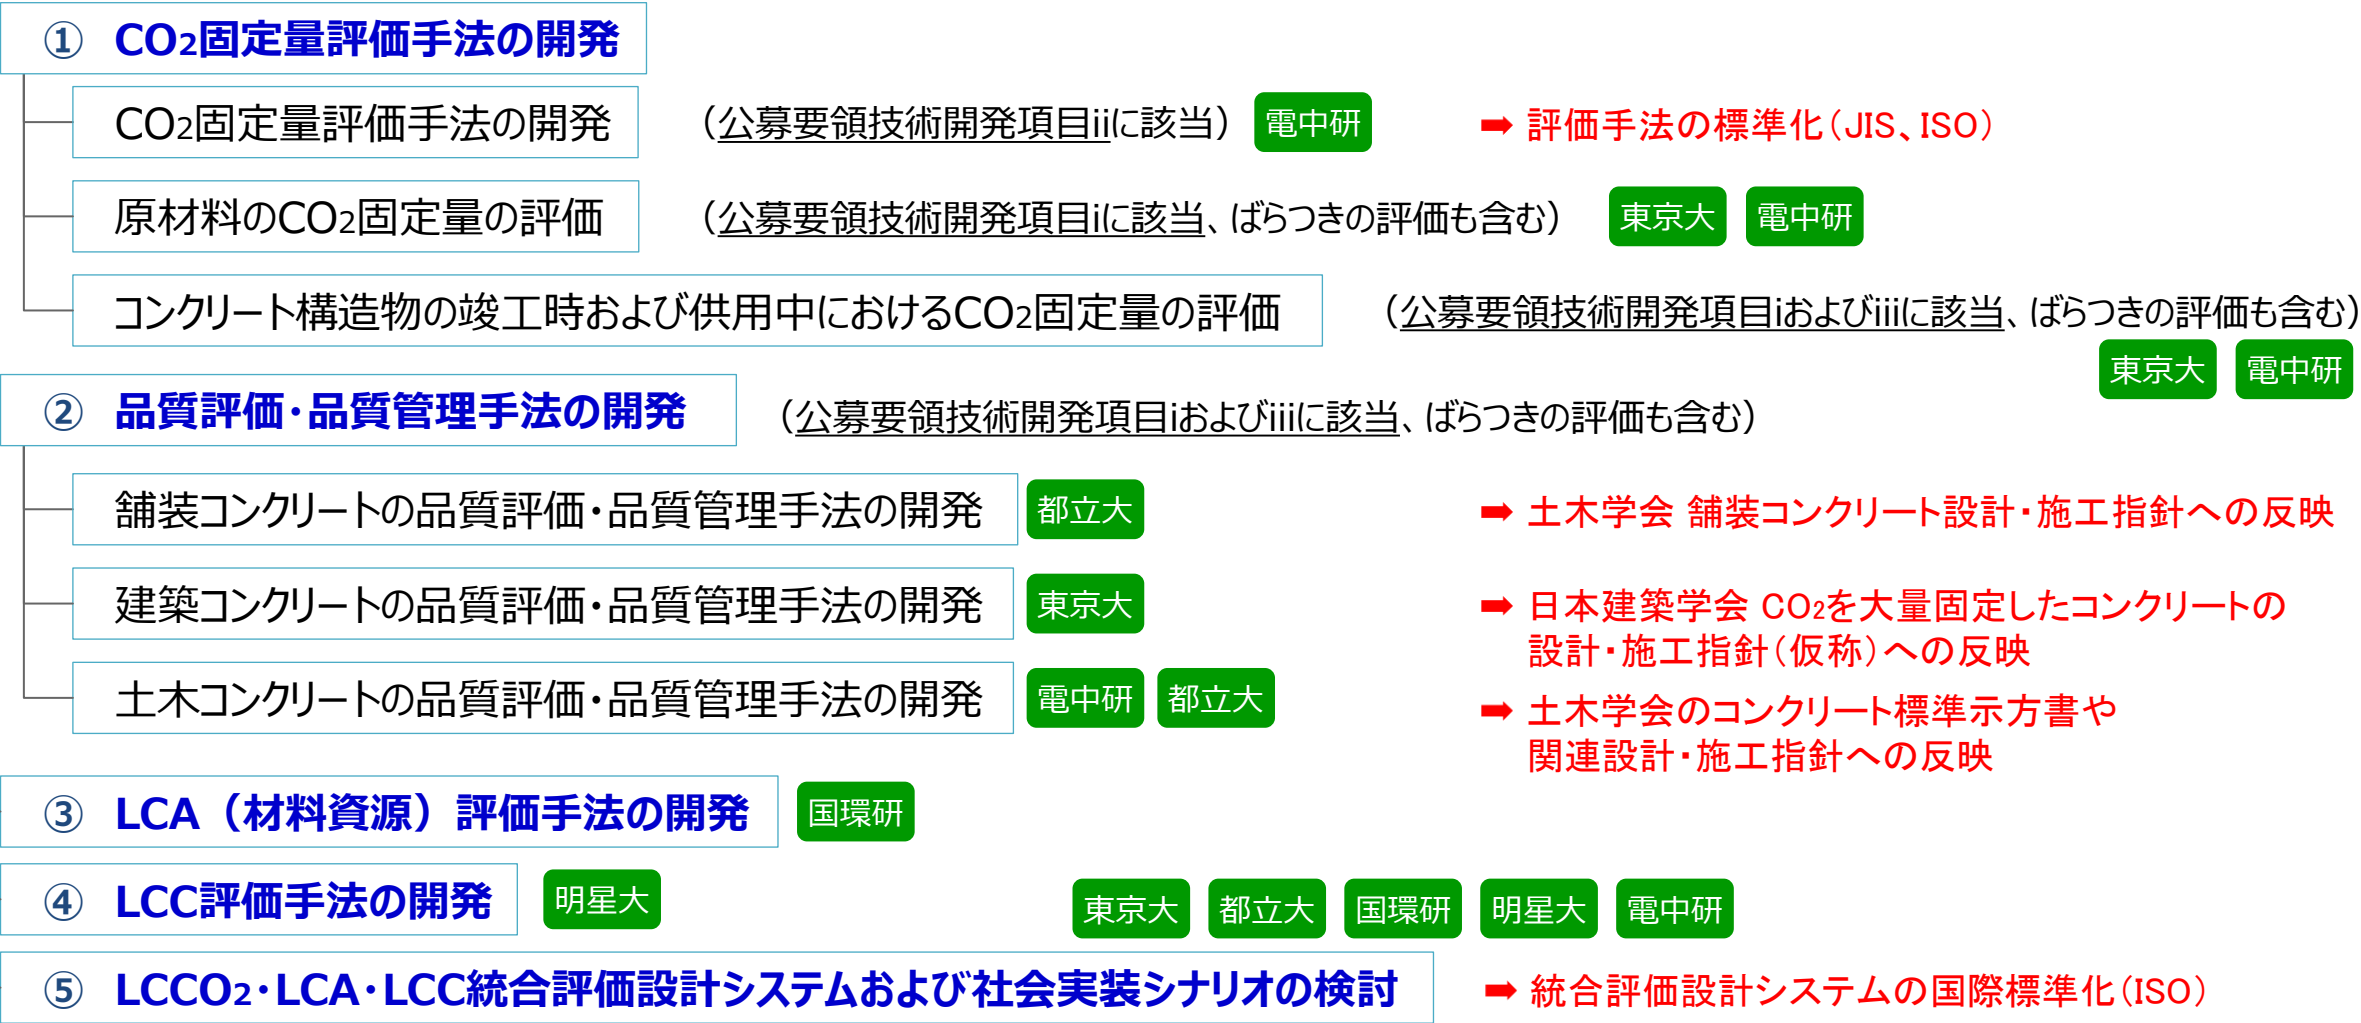 ① CO2固定量評価手法の開発
CO2固定量評価手法の開発 （公募要領技術開発項目iiに該当） 電中研 ➡ 評価手法の標準化（JIS、ISO）
原材料のCO2固定量の評価 （公募要領技術開発項目iに該当、ばらつきの評価も含む） 東京大 電中研
コンクリート構造物の竣工時および供用中におけるCO2固定量の評価 （公募要領技術開発項目iおよびiiiに該当、ばらつきの評価も含む）
東京大 電中研
② 品質評価・品質管理手法の開発 （公募要領技術開発項目iおよびiiiに該当、ばらつきの評価も含む）
舗装コンクリートの品質評価・品質管理手法の開発 都立大 ➡ 土木学会 舗装コンクリート設計・施工指針への反映
建築コンクリートの品質評価・品質管理手法の開発 東京大 ➡ 日本建築学会 CO2を大量固定したコンクリートの
設計・施工指針（仮称）への反映
土木コンクリートの品質評価・品質管理手法の開発 電中研 都立大 ➡ 土木学会のコンクリート標準示方書や
関連設計・施工指針への反映
③ LCA（材料資源）評価手法の開発 国環研
④ LCC評価手法の開発 明星大
東京大 都立大 国環研 明星大 電中研
⑤ LCCO2・LCA・LCC統合評価設計システムおよび社会実装シナリオの検討 ➡ 統合評価設計システムの国際標準化（ISO）